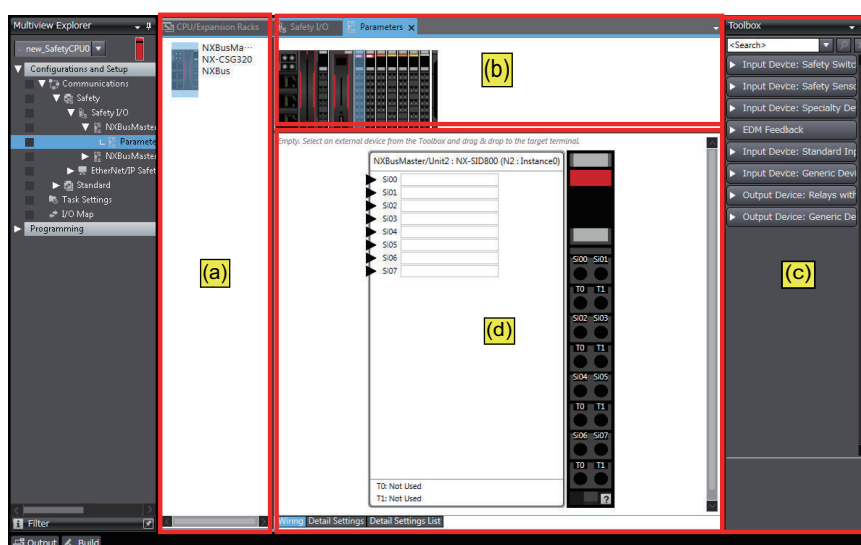 Multiview Explorer
new_SafetyCPU0
Configurations and Setup
Communications
Safety
Safety I/O
NXBusMaster
Paramete
NXBusMaster
EtherNet/IP Safet
Standard
Task Settings
I/O Map
Programming
Filter
Output
Build
CPU/Expansion Racks
NXBusMa···
NX-CSG320
NXBus
(a)
Safety I/O
Parameters
(b)
Empty. Select an external device from the Toolbox and drag & drop to the target terminal.
NXBusMaster/Unit2 : NX-SID800 (N2 : Instance0)
Si00
Si01
Si02
Si03
Si04
Si05
Si06
Si07
(d)
T0: Not Used
T1: Not Used
Si00 Si01
T0 T1
Si02 Si03
T0 T1
Si04 Si05
T0 T1
Si06 Si07
T0 T1
?
Wiring
Detail Settings
Detail Settings List
Toolbox
<Search>
Input Device: Safety Switc
Input Device: Safety Senso
Input Device: Specialty De
EDM Feedback
Input Device: Standard Inp
Input Device: Generic Devi
Output Device: Relays with
Output Device: Generic De
(c)